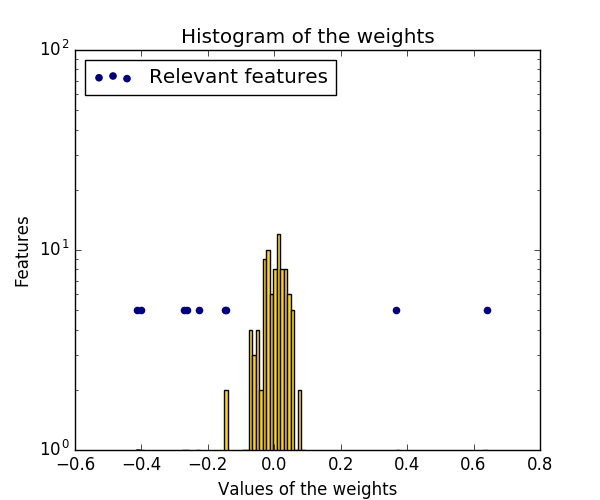 Histogram of the weights
Relevant features
10²
10¹
10⁰
Features
−0.6 −0.4 −0.2 0.0 0.2 0.4 0.6 0.8
Values of the weights